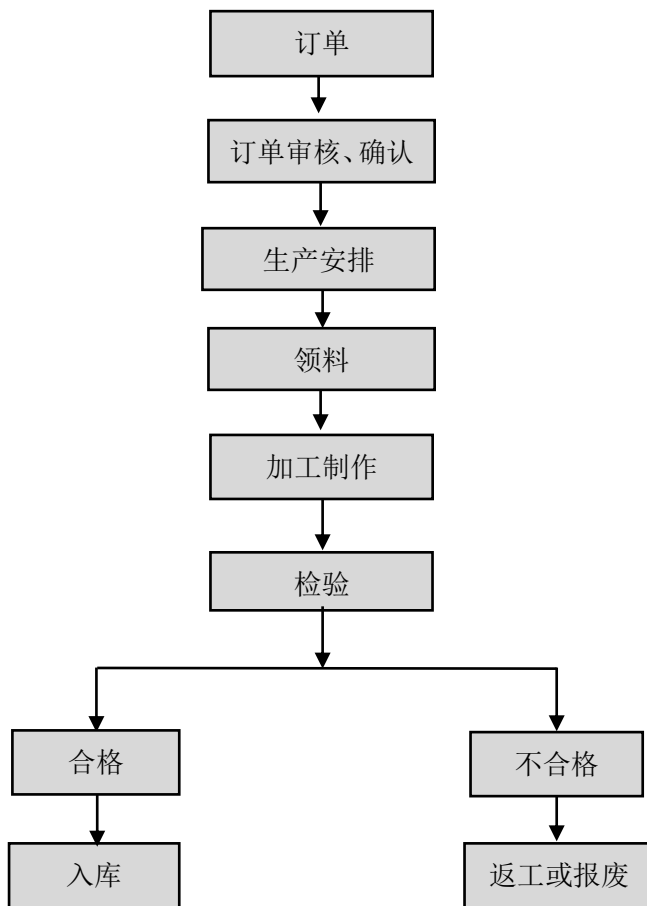 订单
订单审核、确认
生产安排
领料
加工制作
检验
合格
不合格
入库
返工或报废